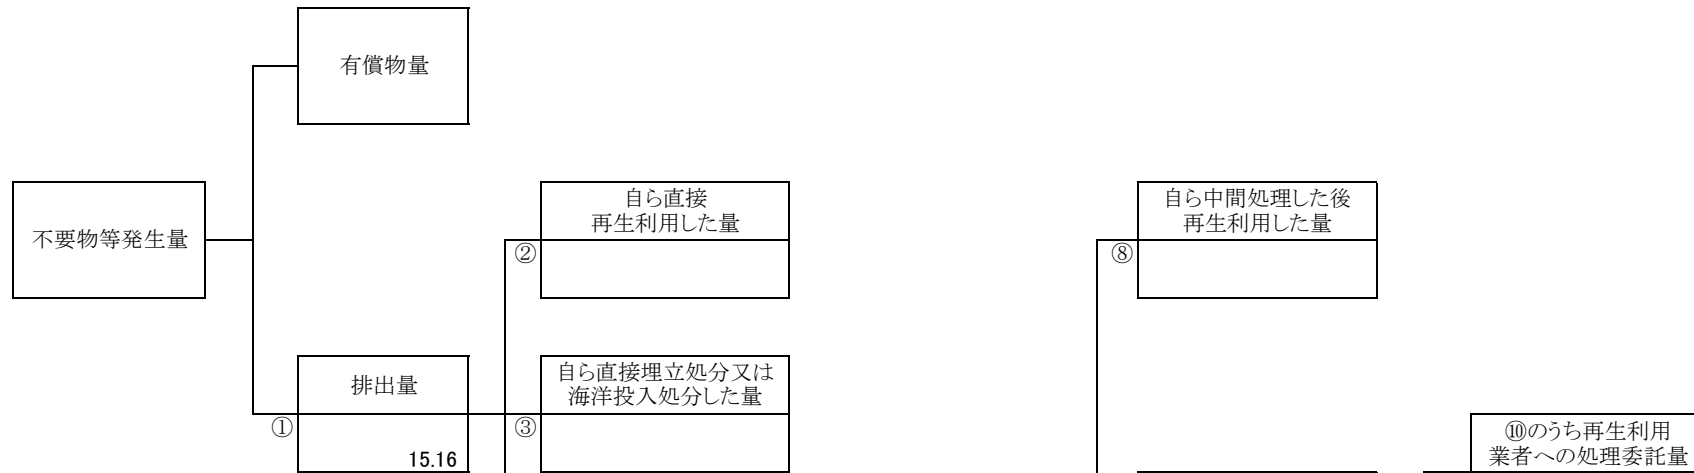 有償物量
不要物等発生量
自ら直接
再生利用した量
②
自ら中間処理した後
再生利用した量
⑧
排出量
①
15.16
自ら直接埋立処分又は
海洋投入処分した量
③
⑩のうち再生利用
業者への処理委託量